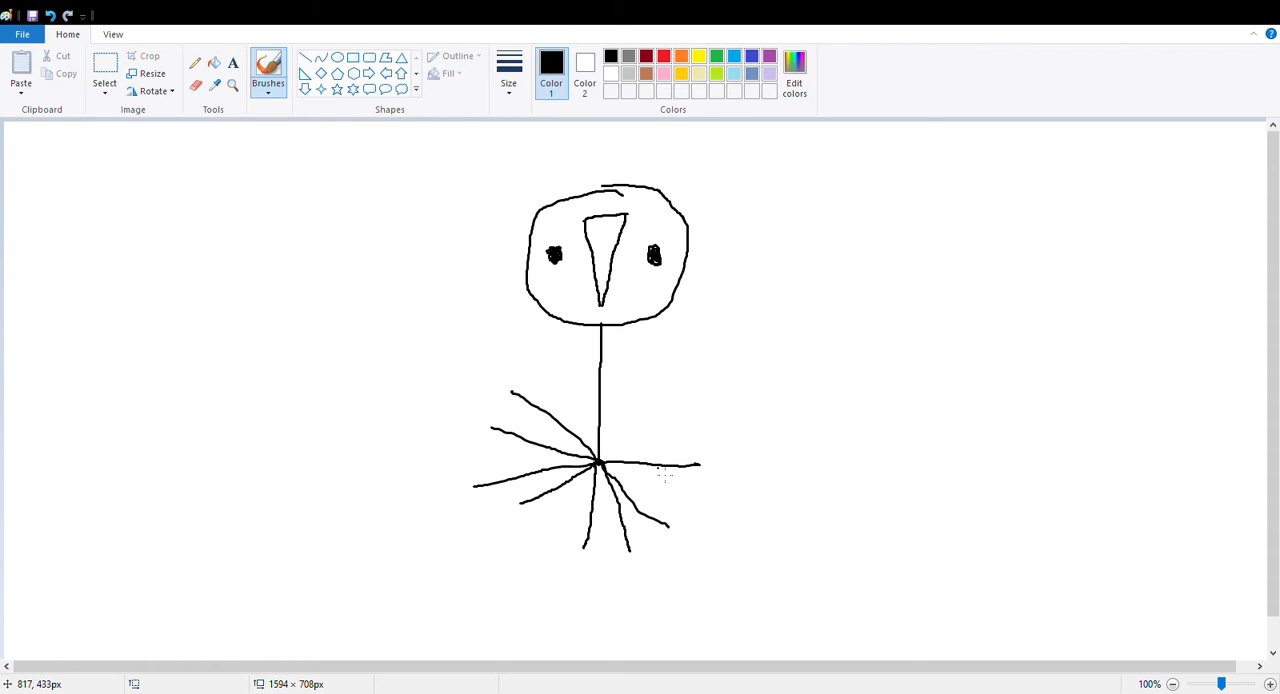 File Home View
Cut
Copy
Paste
Clipboard
Crop
Resize
Rotate
Select
Image
Tools
Brushes
Outline
Fill
Shapes
Size
Color 1
Color 2
Edit colors
Colors
817, 433px 1594 × 708px 100%